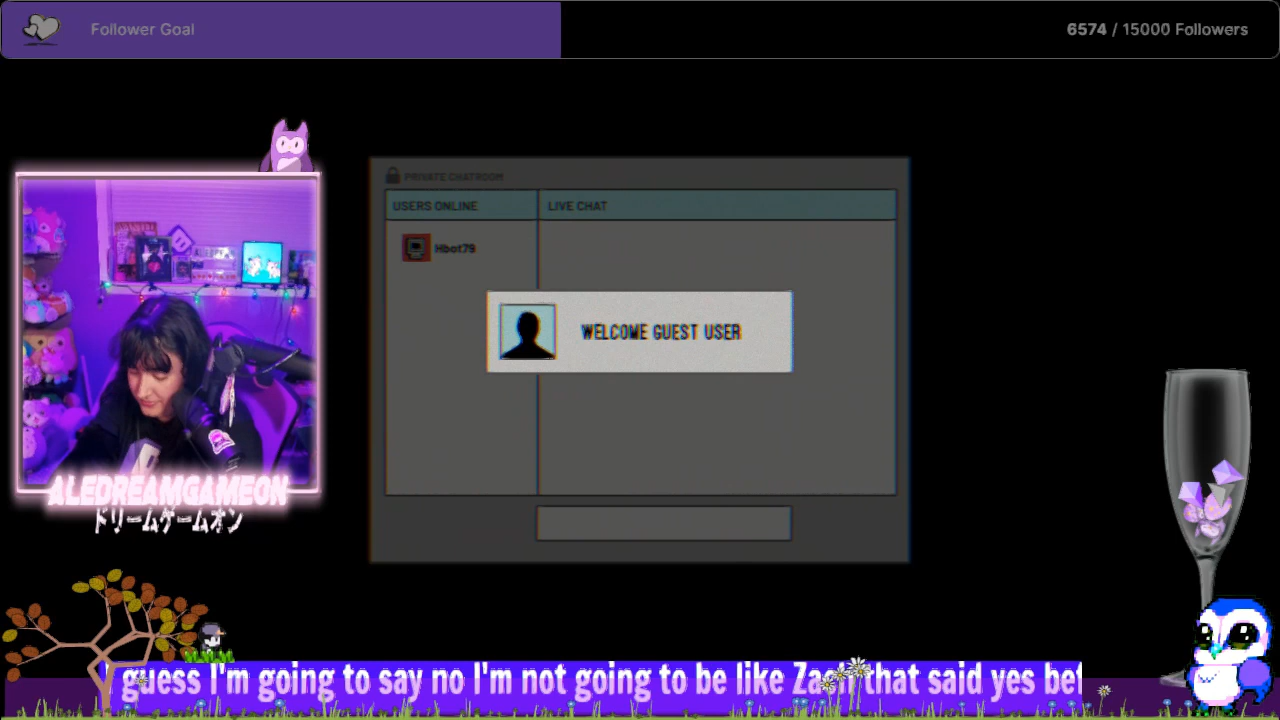 Follower Goal
6574 / 15000 Followers
PRIVATE CHATROOM
USERS ONLINE
LIVE CHAT
Hbot79
WELCOME GUEST USER
WANTED
ALEDREAMGAMEON
ドリームゲームオン
guess I'm going to say no I'm not going to be like Zach that said yes bef